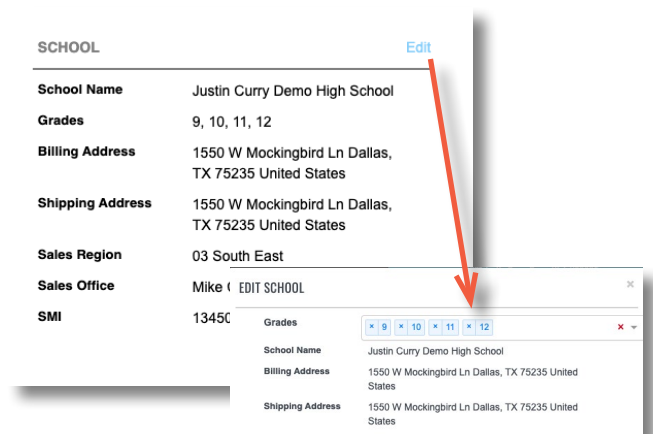 SCHOOL Edit
School Name Justin Curry Demo High School
Grades 9, 10, 11, 12
Billing Address 1550 W Mockingbird Ln Dallas,
TX 75235 United States
Shipping Address 1550 W Mockingbird Ln Dallas,
TX 75235 United States
Sales Region 03 South East
Sales Office Mike
SMI 13450
EDIT SCHOOL ×
Grades × 9 × 10 × 11 × 12 ×
School Name Justin Curry Demo High School
Billing Address 1550 W Mockingbird Ln Dallas, TX 75235 United
States
Shipping Address 1550 W Mockingbird Ln Dallas, TX 75235 United
States